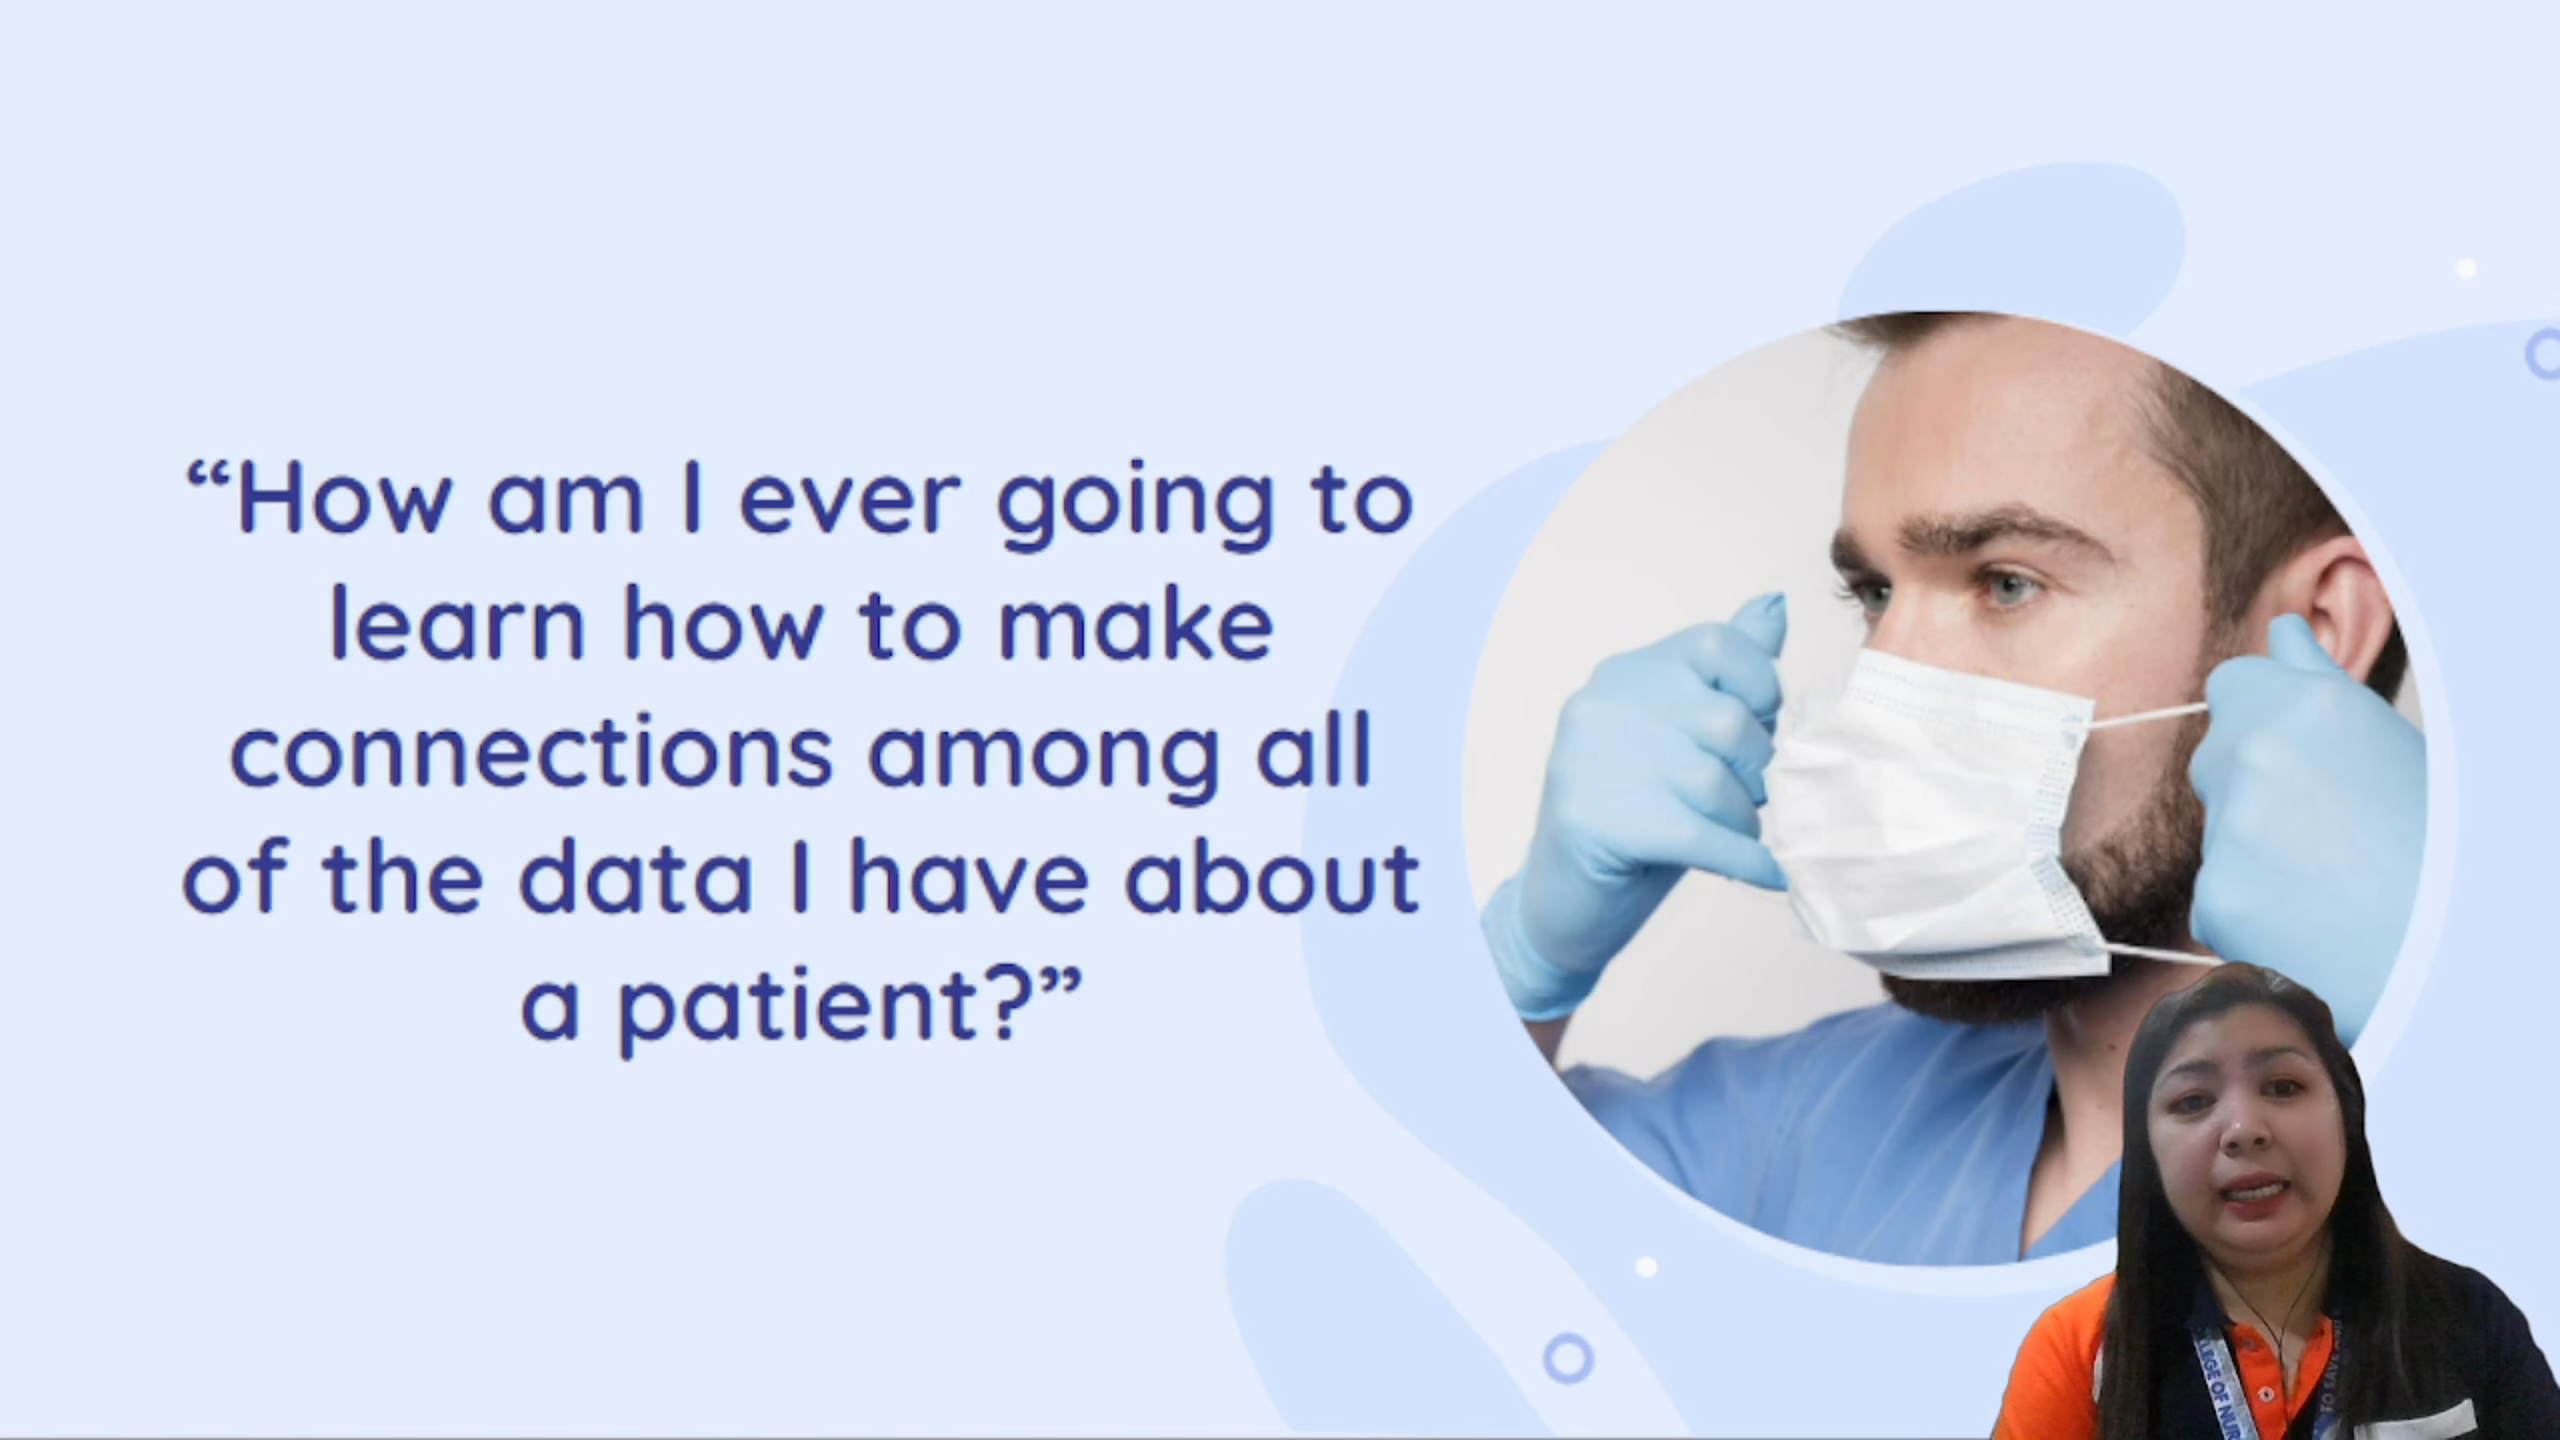 “How am I ever going to
learn how to make
connections among all
of the data I have about
a patient?”